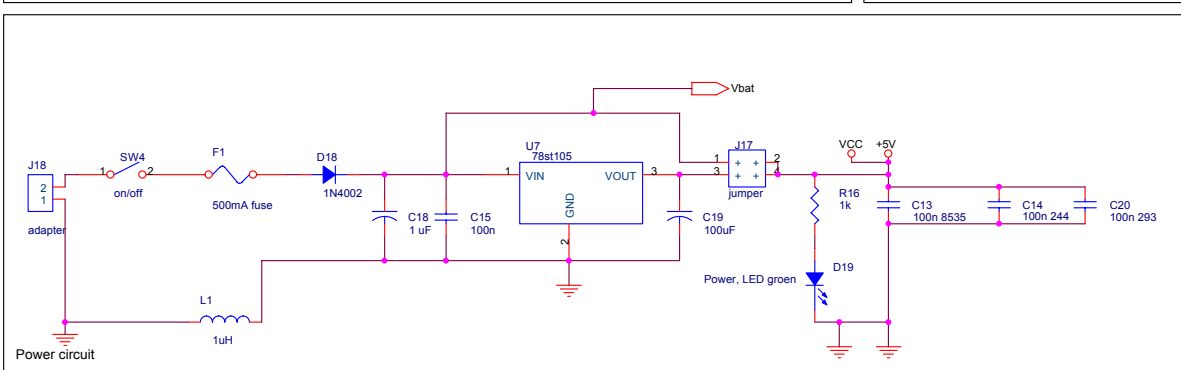 Vbat
J18
2
1
adapter
SW4
1
2
on/off
F1
500mA fuse
D18
1N4002
C18
1 uF
C15
100n
U7
78st105
1
VIN
VOUT
3
GND
2
C19
100uF
J17
1
2
3
4
jumper
VCC
+5V
R16
1k
C13
100n 8535
C14
100n 244
C20
100n 293
Power, LED groen
D19
L1
1uH
Power circuit